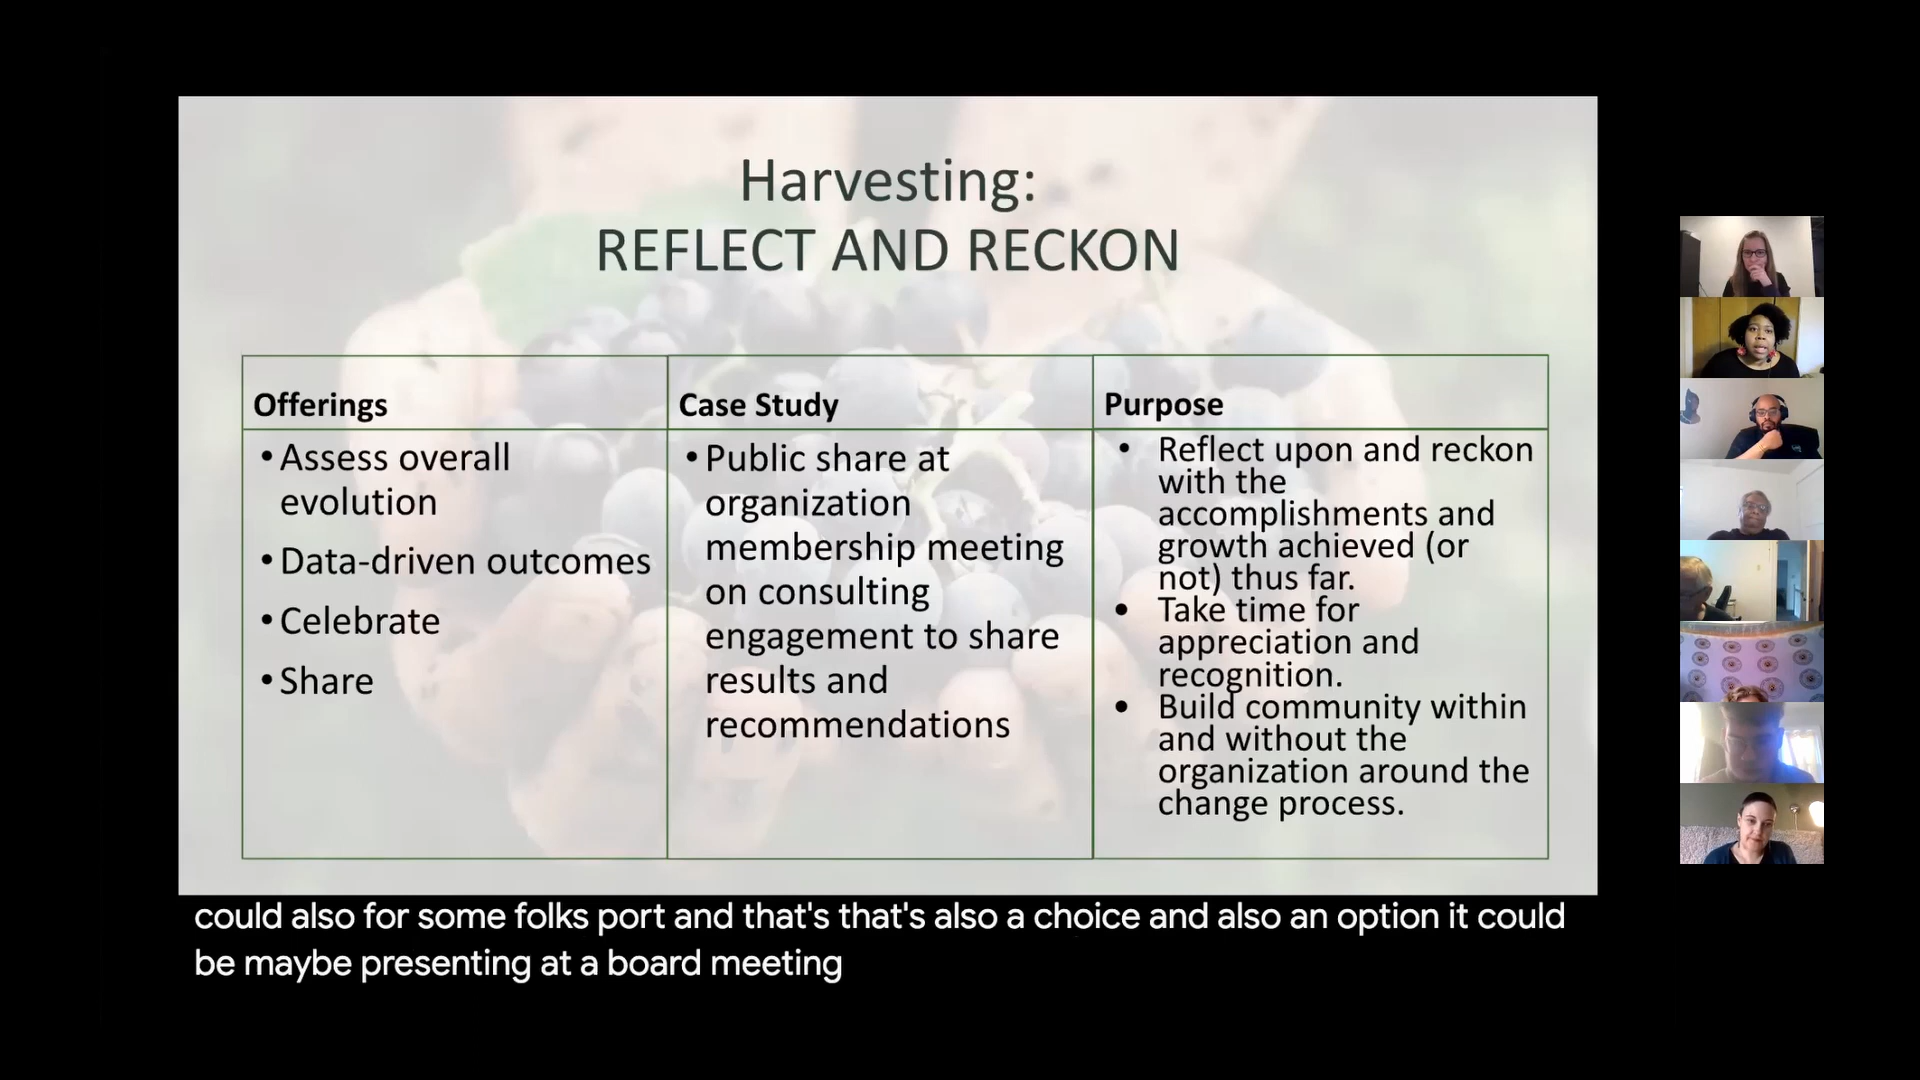 Harvesting:
REFLECT AND RECKON
Offerings
• Assess overall
evolution
• Data-driven outcomes
• Celebrate
• Share
Case Study
• Public share at
organization
membership meeting
on consulting
engagement to share
results and
recommendations
Purpose
• Reflect upon and reckon
with the
accomplishments and
growth achieved (or
not) thus far.
• Take time for
appreciation and
recognition.
• Build community within
and without the
organization around the
change process.
could also for some folks port and that's that's also a choice and also an option it could
be maybe presenting at a board meeting